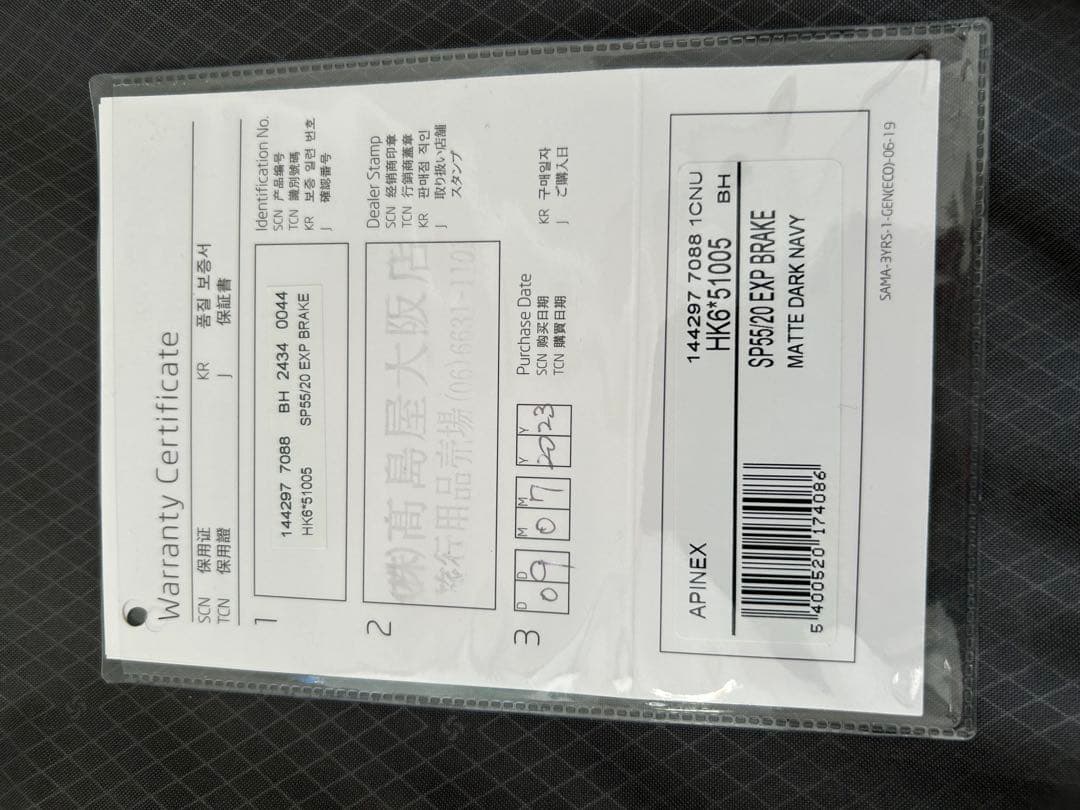 Warranty Certificate
SCN 保用证 KR 품질 보증서
TCN 保用證 J 保証書
1
144297 7088 BH 2434 0044
HK6*51005 SP55/20 EXP BRAKE
Identification No.
SCN 产品编号
TCN 識別號碼
KR 보증 일련 번호
J 確認番号
2
㈱髙島屋大阪店
旅行用品売場(06)6631-110
Dealer Stamp
SCN 经销商印章
TCN 行銷商蓋章
KR 판매점 직인
J 取り扱い店舗
スタンプ
3
D D M M Y Y
09 07 2023
Purchase Date
SCN 购买日期
TCN 購買日期
KR 구매일자
J ご購入日
APINEX 144297 7088 1CNU
HK6*51005 BH
SP55/20 EXP BRAKE
MATTE DARK NAVY
5 400520 174086
SAMA-3YRS-1-GEN(ECO)-06-19